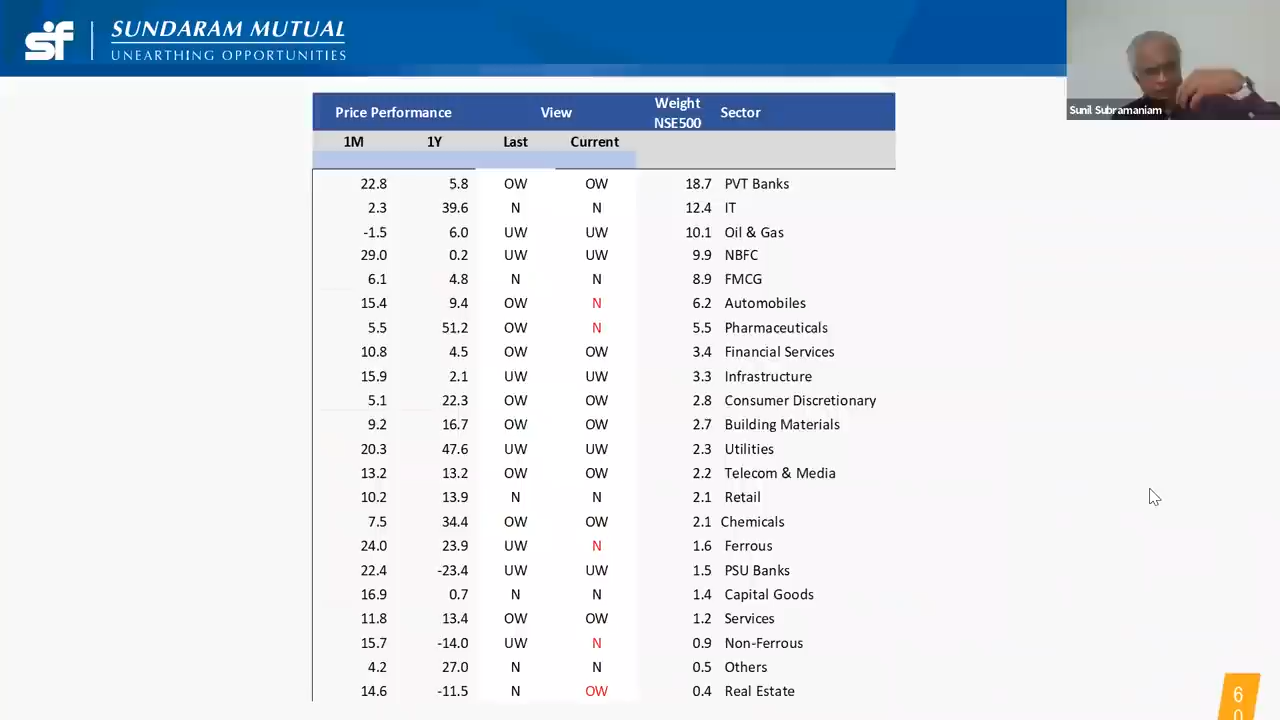 sf
SUNDARAM MUTUAL
UNEARTHING OPPORTUNITIES
Sunil Subramaniam
Price Performance View Weight NSE500 Sector
1M 1Y Last Current
22.8 5.8 OW OW 18.7 PVT Banks
2.3 39.6 N N 12.4 IT
-1.5 6.0 UW UW 10.1 Oil & Gas
29.0 0.2 UW UW 9.9 NBFC
6.1 4.8 N N 8.9 FMCG
15.4 9.4 OW N 6.2 Automobiles
5.5 51.2 OW N 5.5 Pharmaceuticals
10.8 4.5 OW OW 3.4 Financial Services
15.9 2.1 UW UW 3.3 Infrastructure
5.1 22.3 OW OW 2.8 Consumer Discretionary
9.2 16.7 OW OW 2.7 Building Materials
20.3 47.6 UW UW 2.3 Utilities
13.2 13.2 OW OW 2.2 Telecom & Media
10.2 13.9 N N 2.1 Retail
7.5 34.4 OW OW 2.1 Chemicals
24.0 23.9 UW N 1.6 Ferrous
22.4 -23.4 UW UW 1.5 PSU Banks
16.9 0.7 N N 1.4 Capital Goods
11.8 13.4 OW OW 1.2 Services
15.7 -14.0 UW N 0.9 Non-Ferrous
4.2 27.0 N N 0.5 Others
14.6 -11.5 N OW 0.4 Real Estate
6
0